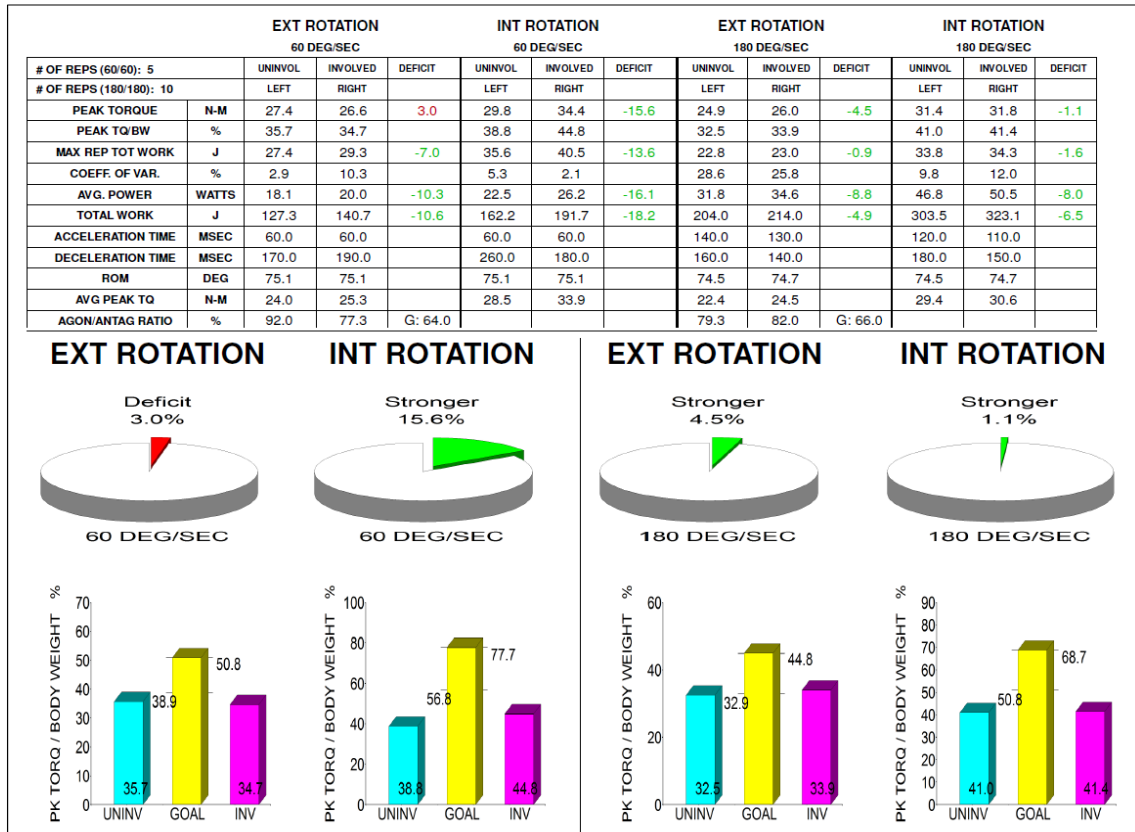 EXT ROTATION INT ROTATION EXT ROTATION INT ROTATION
60 DEG/SEC 60 DEG/SEC 180 DEG/SEC 180 DEG/SEC
# OF REPS (60/60): 5 UNINVOL INVOLVED DEFICIT UNINVOL INVOLVED DEFICIT UNINVOL INVOLVED DEFICIT UNINVOL INVOLVED DEFICIT
# OF REPS (180/180): 10 LEFT RIGHT LEFT RIGHT LEFT RIGHT LEFT RIGHT
PEAK TORQUE N-M 27.4 26.6 3.0 29.8 34.4 -15.6 24.9 26.0 -4.5 31.4 31.8 -1.1
PEAK TQ/BW % 35.7 34.7 38.8 44.8 32.5 33.9 41.0 41.4
MAX REP TOT WORK J 27.4 29.3 -7.0 35.6 40.5 -13.6 22.8 23.0 -0.9 33.8 34.3 -1.6
COEFF. OF VAR. % 2.9 10.3 5.3 2.1 28.6 25.8 9.8 12.0
AVG. POWER WATTS 18.1 20.0 -10.3 22.5 26.2 -16.1 31.8 34.6 -8.8 46.8 50.5 -8.0
TOTAL WORK J 127.3 140.7 -10.6 162.2 191.7 -18.2 204.0 214.0 -4.9 303.5 323.1 -6.5
ACCELERATION TIME MSEC 60.0 60.0 60.0 60.0 140.0 130.0 120.0 110.0
DECELERATION TIME MSEC 170.0 190.0 260.0 180.0 160.0 140.0 180.0 150.0
ROM DEG 75.1 75.1 75.1 75.1 74.5 74.7 74.5 74.7
AVG PEAK TQ N-M 24.0 25.3 28.5 33.9 22.4 24.5 29.4 30.6
AGON/ANTAG RATIO % 92.0 77.3 G: 64.0 79.3 82.0 G: 66.0
EXT ROTATION INT ROTATION EXT ROTATION INT ROTATION
Deficit Stronger Stronger Stronger
3.0% 15.6% 4.5% 1.1%
60 DEG/SEC 60 DEG/SEC 180 DEG/SEC 180 DEG/SEC
PK TORQ / BODY WEIGHT %
70
60
50
40
30
20
10
0
50.8
38.9
35.7
34.7
UNINV GOAL INV
PK TORQ / BODY WEIGHT %
100
80
60
40
20
0
77.7
56.8
38.8
44.8
UNINV GOAL INV
PK TORQ / BODY WEIGHT %
60
40
20
0
44.8
32.9
32.5
33.9
UNINV GOAL INV
PK TORQ / BODY WEIGHT %
90
80
70
60
50
40
30
20
10
0
68.7
50.8
41.0
41.4
UNINV GOAL INV